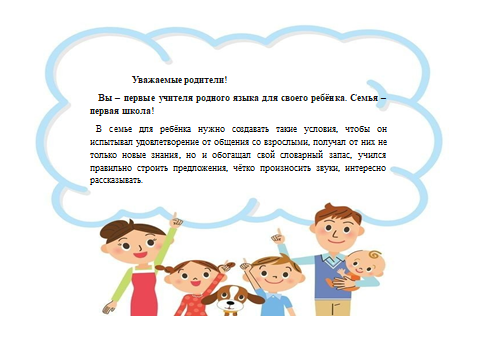 Уважаемые родители!
Вы – первые учителя родного языка для своего ребёнка. Семья –
первая школа!
В семье для ребёнка нужно создавать такие условия, чтобы он
испытывал удовлетворение от общения со взрослыми, получал от них не
только новые знания, но и обогащал свой словарный запас, учился
правильно строить предложения, чётко произносить звуки, интересно
рассказывать.